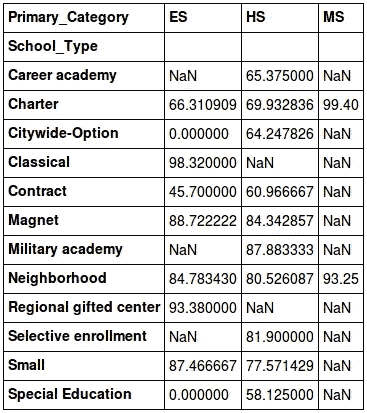 Primary_Category ES HS MS
School_Type
Career academy NaN 65.375000 NaN
Charter 66.310909 69.932836 99.40
Citywide-Option 0.000000 64.247826 NaN
Classical 98.320000 NaN NaN
Contract 45.700000 60.966667 NaN
Magnet 88.722222 84.342857 NaN
Military academy NaN 87.883333 NaN
Neighborhood 84.783430 80.526087 93.25
Regional gifted center 93.380000 NaN NaN
Selective enrollment NaN 81.900000 NaN
Small 87.466667 77.571429 NaN
Special Education 0.000000 58.125000 NaN